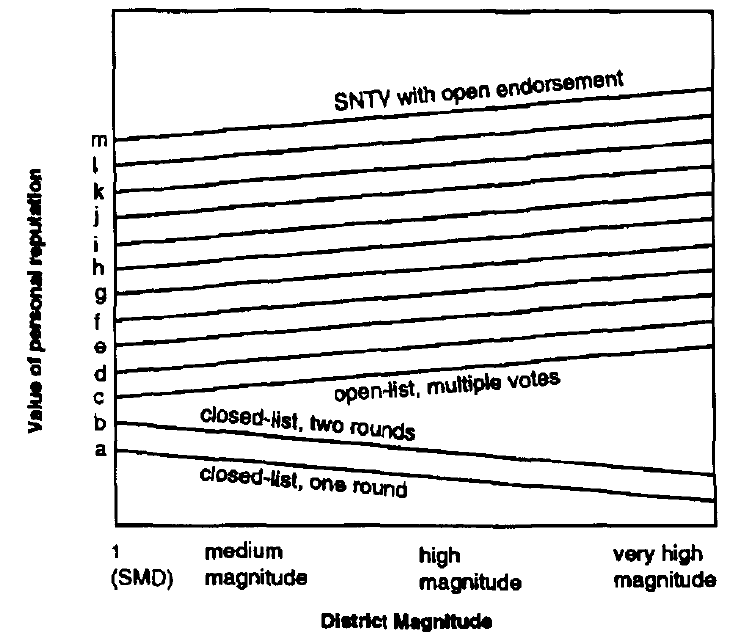 SNTV with open endorsement
m
l
k
j
i
h
g
f
e
d
c
open-list, multiple votes
b
closed-list, two rounds
a
closed-list, one round
Value of personal reputation
1
(SMD)
medium
magnitude
high
magnitude
very high
magnitude
District Magnitude